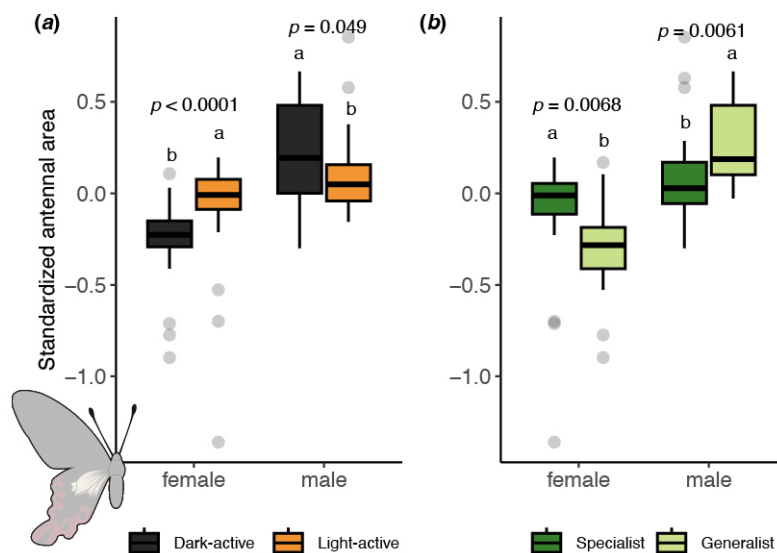 (a)
p = 0.049
a
p < 0.0001
a
b
b
0.5
0.0
−0.5
−1.0
Standardized antennal area
female
male
Dark-active
Light-active
(b)
p = 0.0061
a
p = 0.0068
a
b
b
0.5
0.0
−0.5
−1.0
female
male
Specialist
Generalist